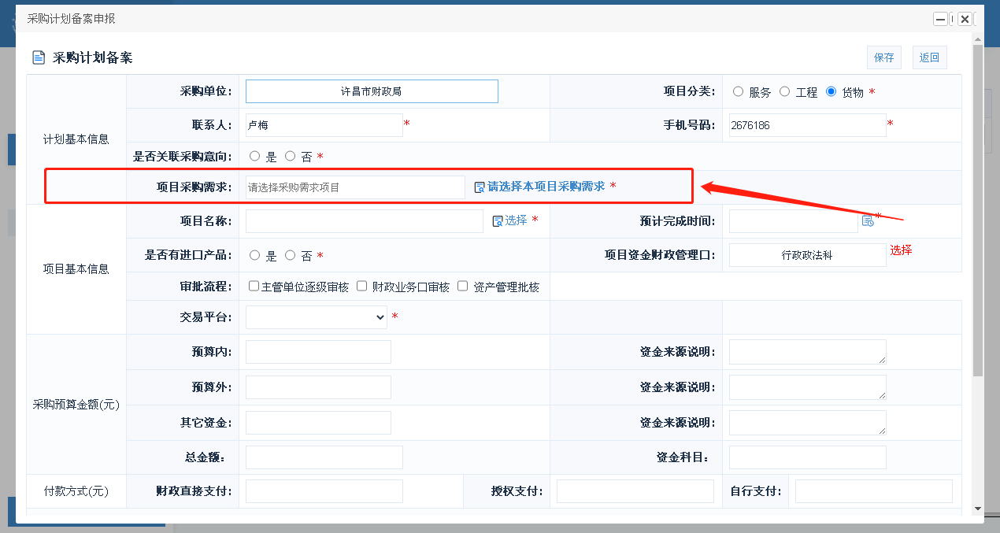 采购计划备案申报
采购计划备案 保存 返回
计划基本信息
采购单位: 许昌市财政局 项目分类: 服务 工程 货物 *
联系人: 卢梅 * 手机号码: 2676186 *
是否关联采购意向: 是 否 *
项目采购需求: 请选择采购需求项目 请选择本项目采购需求 *
项目基本信息
项目名称: 选择 * 预计完成时间: *
是否有进口产品: 是 否 * 项目资金财政管理口: 行政政法科 选择
审批流程: 主管单位逐级审核 财政业务口审核 资产管理批核
交易平台: *
采购预算金额(元)
预算内: 资金来源说明:
预算外: 资金来源说明:
其它资金: 资金来源说明:
总金额: 资金科目:
付款方式(元) 财政直接支付: 授权支付: 自行支付: